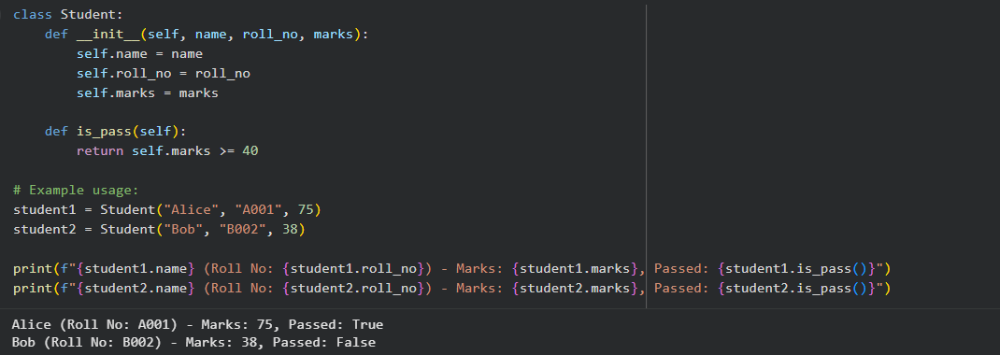 class Student:
    def __init__(self, name, roll_no, marks):
        self.name = name
        self.roll_no = roll_no
        self.marks = marks

    def is_pass(self):
        return self.marks >= 40

# Example usage:
student1 = Student("Alice", "A001", 75)
student2 = Student("Bob", "B002", 38)

print(f"{student1.name} (Roll No: {student1.roll_no}) - Marks: {student1.marks}, Passed: {student1.is_pass()}")
print(f"{student2.name} (Roll No: {student2.roll_no}) - Marks: {student2.marks}, Passed: {student2.is_pass()}")
Alice (Roll No: A001) - Marks: 75, Passed: True
Bob (Roll No: B002) - Marks: 38, Passed: False